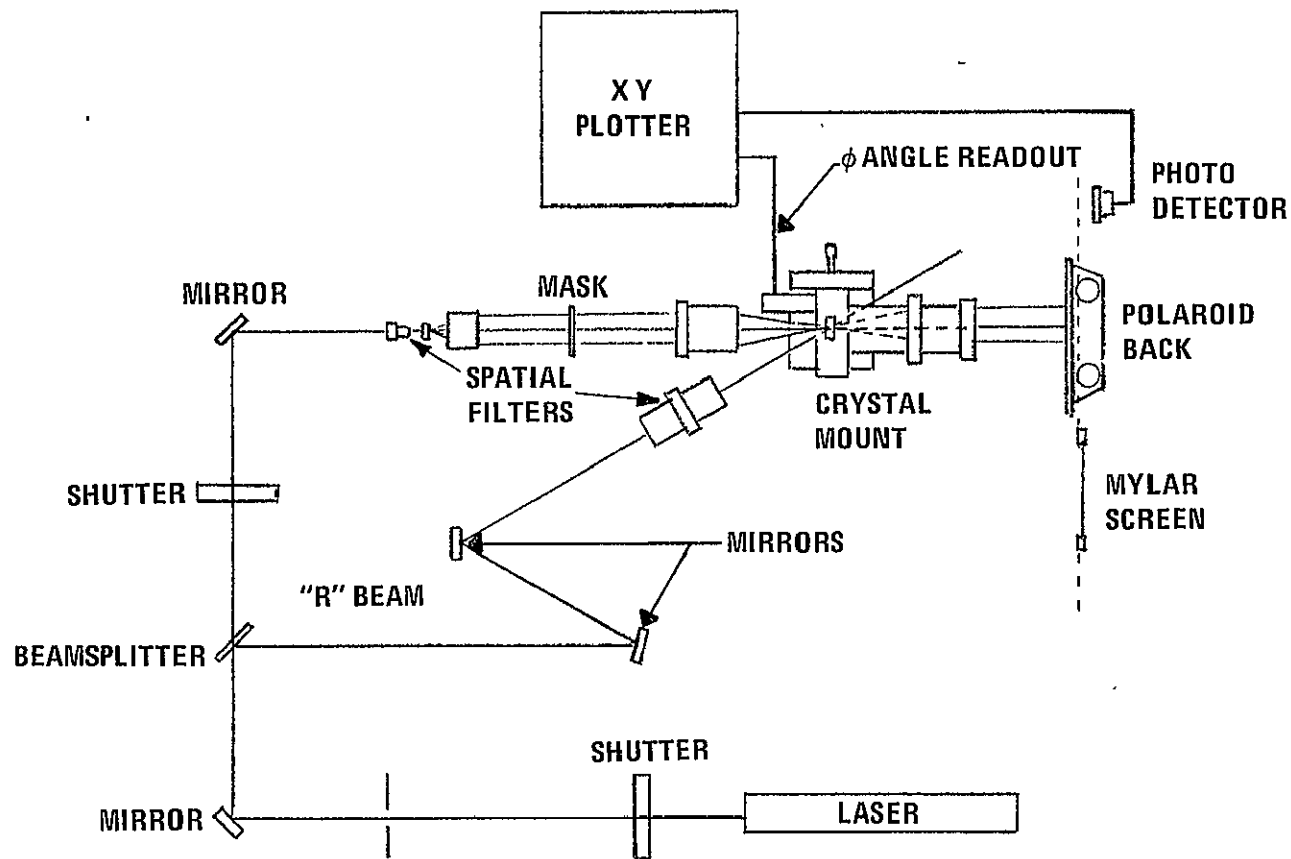 X Y
PLOTTER
ϕ ANGLE READOUT
PHOTO
DETECTOR
MIRROR
MASK
POLAROID
BACK
SPATIAL
FILTERS
CRYSTAL
MOUNT
SHUTTER
MYLAR
SCREEN
MIRRORS
"R" BEAM
BEAMSPLITTER
SHUTTER
MIRROR
LASER